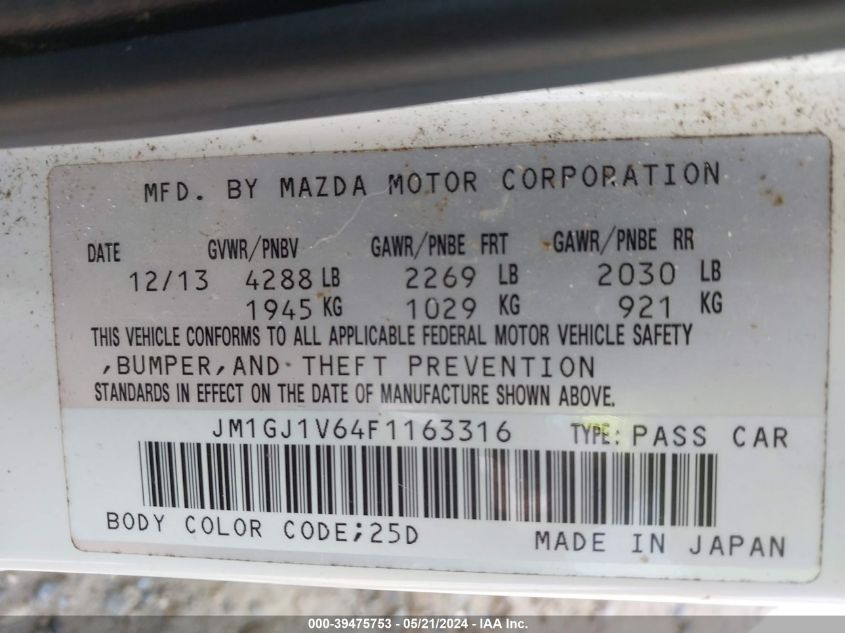 MFD. BY MAZDA MOTOR CORPORATION
DATE GVWR/PNBV GAWR/PNBE FRT GAWR/PNBE RR
12/13 4288 LB 2269 LB 2030 LB
1945 KG 1029 KG 921 KG
THIS VEHICLE CONFORMS TO ALL APPLICABLE FEDERAL MOTOR VEHICLE SAFETY
,BUMPER,AND THEFT PREVENTION
STANDARDS IN EFFECT ON THE DATE OF MANUFACTURE SHOWN ABOVE.
JM1GJ1V64F1163316 TYPE: PASS CAR
BODY COLOR CODE;25D
MADE IN JAPAN
000-39475753 - 05/21/2024 - IAA Inc.